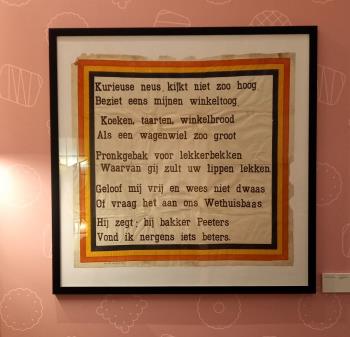 Kurieuse neus, kijkt niet zoo hoog
Beziet eens mijnen winkeltoog.
Koeken, taarten, winkelbrood
Als een wagenwiel zoo groot
Pronkgebak voor lekkerbekken
Waarvan gij zult uw lippen lekken.
Geloof mij vrij en wees niet dwaas
Of vraag het aan ons Wethuisbaas
Hij zegt: bij bakker Peeters
Vond ik nergens iets beters.